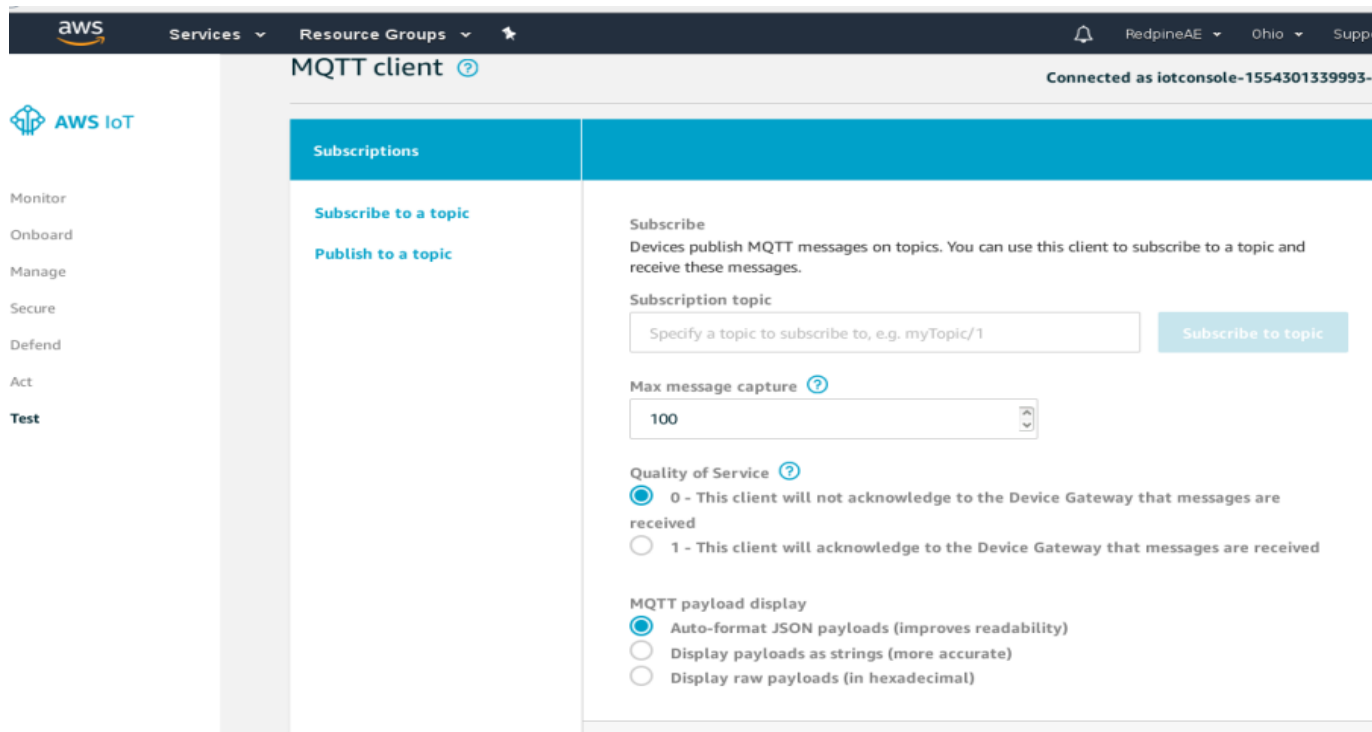 aws Services Resource Groups RedpineAE Ohio
MQTT client ?
Connected as iotconsole-1554301339993-
AWS IoT
Monitor
Onboard
Manage
Secure
Defend
Act
Test
Subscriptions
Subscribe to a topic
Publish to a topic
Subscribe
Devices publish MQTT messages on topics. You can use this client to subscribe to a topic and
receive these messages.
Subscription topic
Specify a topic to subscribe to, e.g. myTopic/1 Subscribe to topic
Max message capture ?
100
Quality of Service ?
0 - This client will not acknowledge to the Device Gateway that messages are
received
1 - This client will acknowledge to the Device Gateway that messages are received
MQTT payload display
Auto-format JSON payloads (improves readability)
Display payloads as strings (more accurate)
Display raw payloads (in hexadecimal)